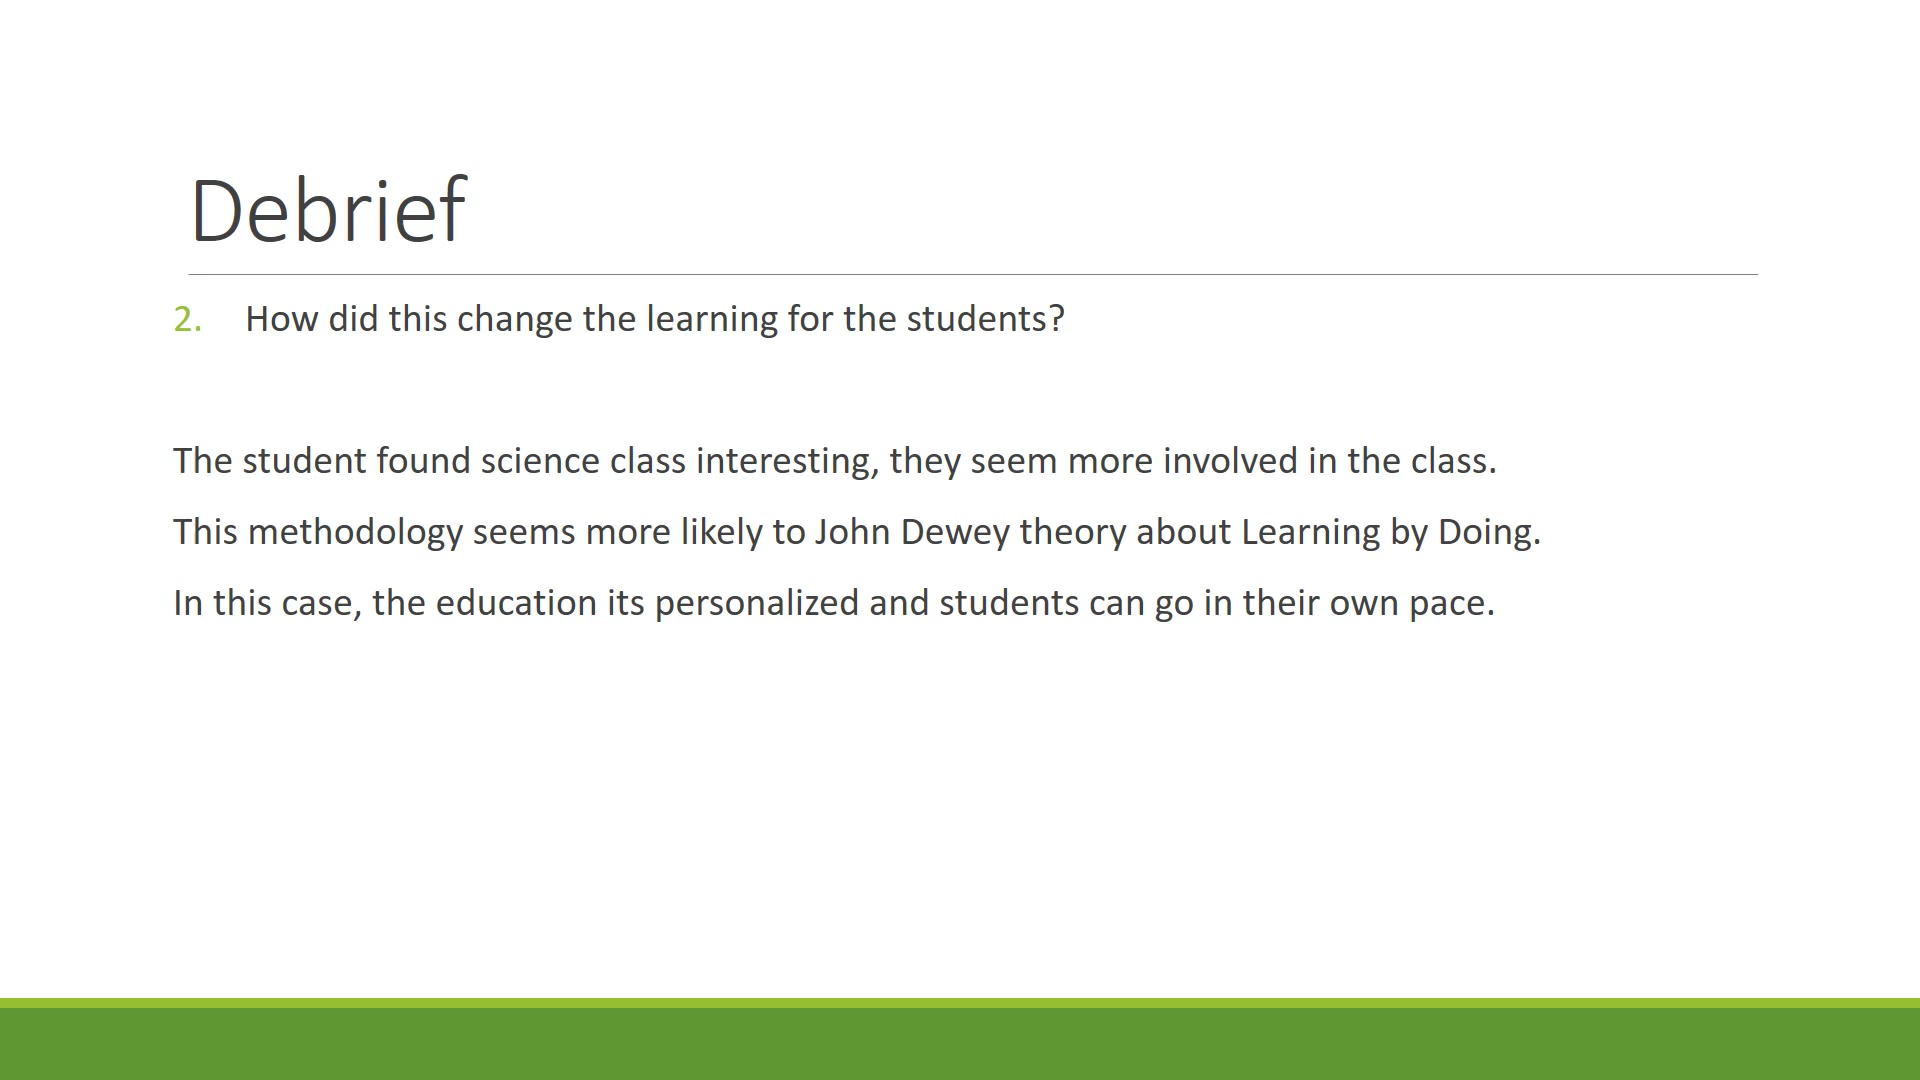 Debrief
2. How did this change the learning for the students?
The student found science class interesting, they seem more involved in the class.
This methodology seems more likely to John Dewey theory about Learning by Doing.
In this case, the education its personalized and students can go in their own pace.